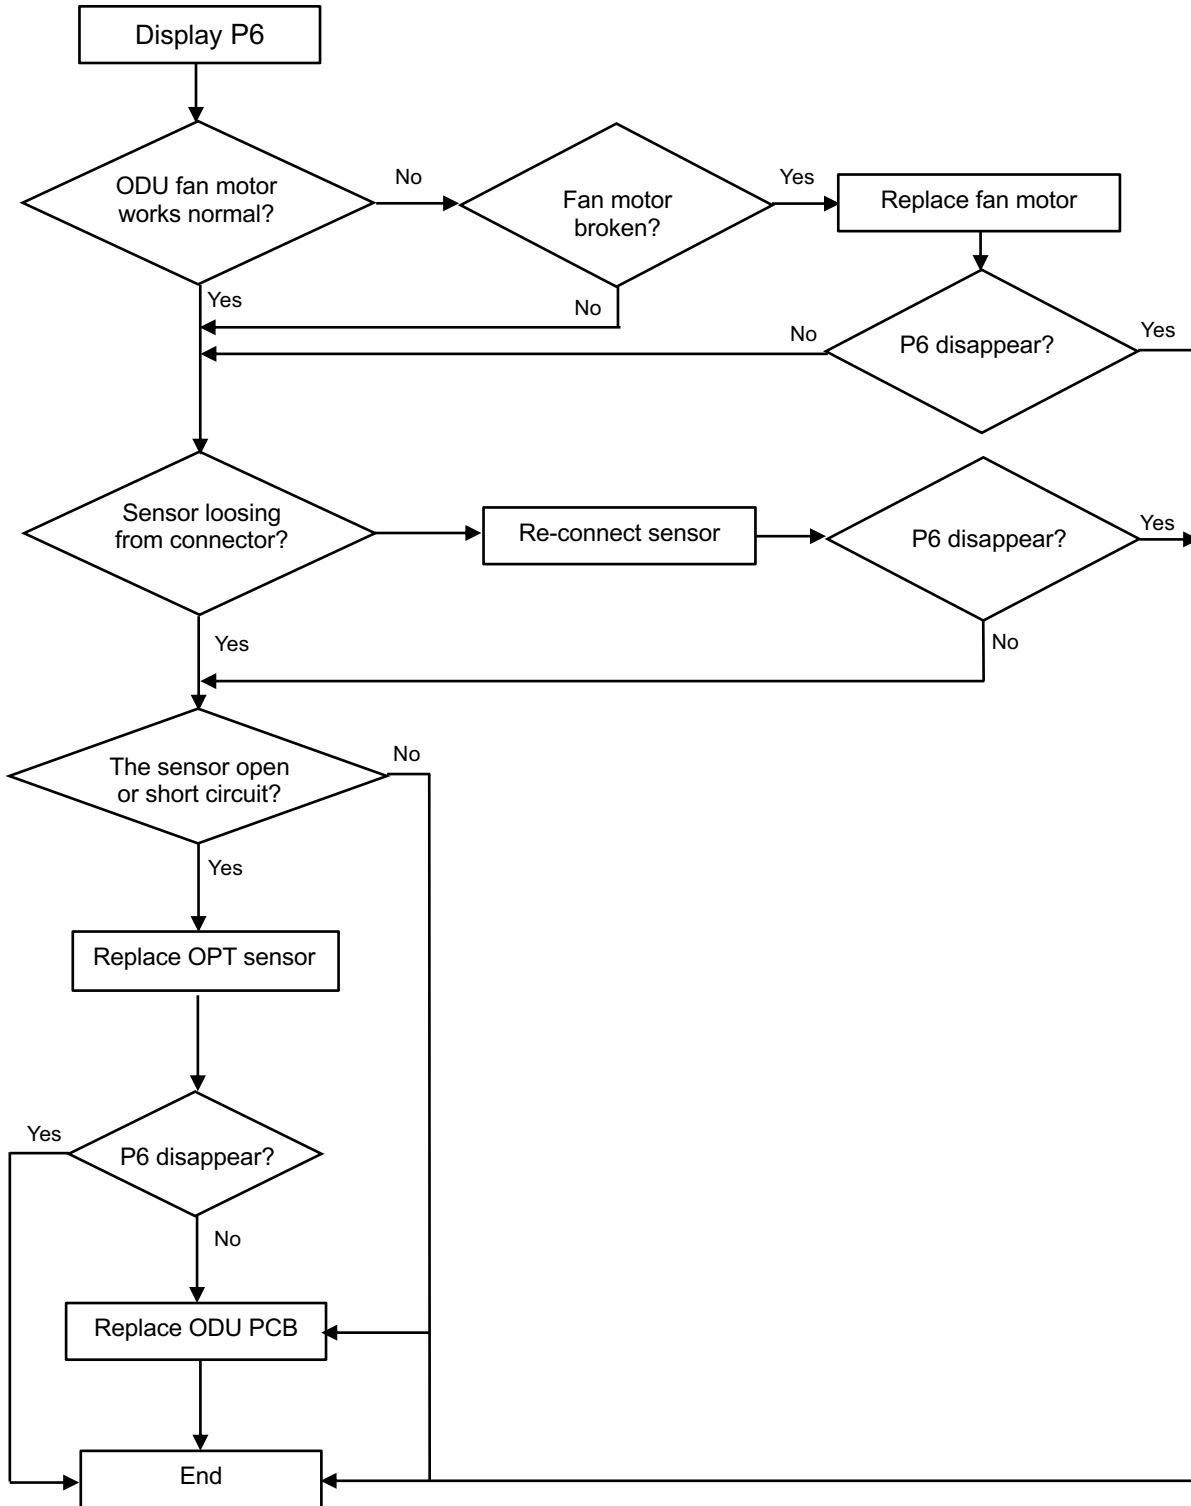 Display P6
ODU fan motor
works normal?
No
Fan motor
broken?
Yes
Replace fan motor
Yes
No
No
P6 disappear?
Yes
Sensor loosing
from connector?
Re-connect sensor
P6 disappear?
Yes
Yes
No
The sensor open
or short circuit?
No
Yes
Replace OPT sensor
Yes
P6 disappear?
No
Replace ODU PCB
End